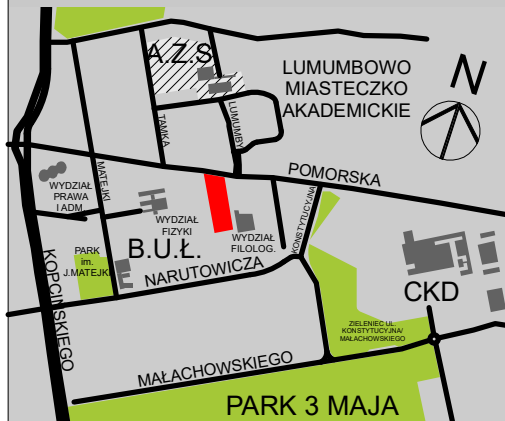 A.Z.S
LUMUMBOWO
MIASTECZKO
AKADEMICKIE
N
TAMKA
LUMUMBY
MATEJKI
POMORSKA
WYDZIAŁ
PRAWA
I ADM
WYDZIAŁ
FIZYKI
WYDZIAŁ
FILOLOG.
KONSTYTUCYJNA
B.U.Ł.
PARK
im.
J.MATEJKI
NARUTOWICZA
KOPCIŃSKIEGO
CKD
ZIELENIEC UL.
KONSTYTUCYJNA/
MAŁACHOWSKIEGO
MAŁACHOWSKIEGO
PARK 3 MAJA